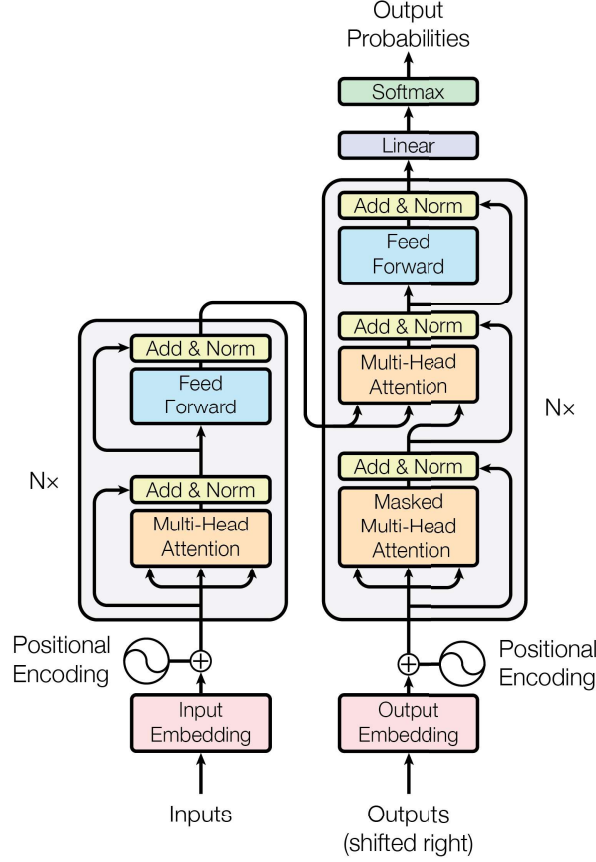 Output
Probabilities
Softmax
Linear
Add & Norm
Feed
Forward
Add & Norm
Multi-Head
Attention
Add & Norm
Masked
Multi-Head
Attention
Nx
Add & Norm
Feed
Forward
Add & Norm
Multi-Head
Attention
Nx
Positional
Encoding
Positional
Encoding
Input
Embedding
Output
Embedding
Inputs
Outputs
(shifted right)